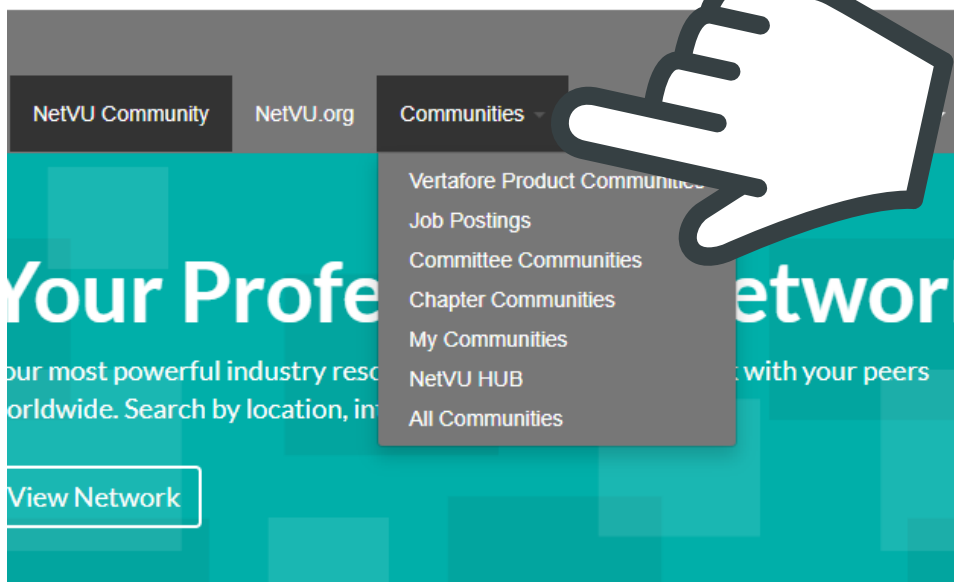 NetVU Community NetVU.org Communities
Vertafore Product Communities
Job Postings
Committee Communities
Chapter Communities
My Communities
NetVU HUB
All Communities
Your Profe etwor
our most powerful industry reso with your peers
orldwide. Search by location, in
View Network